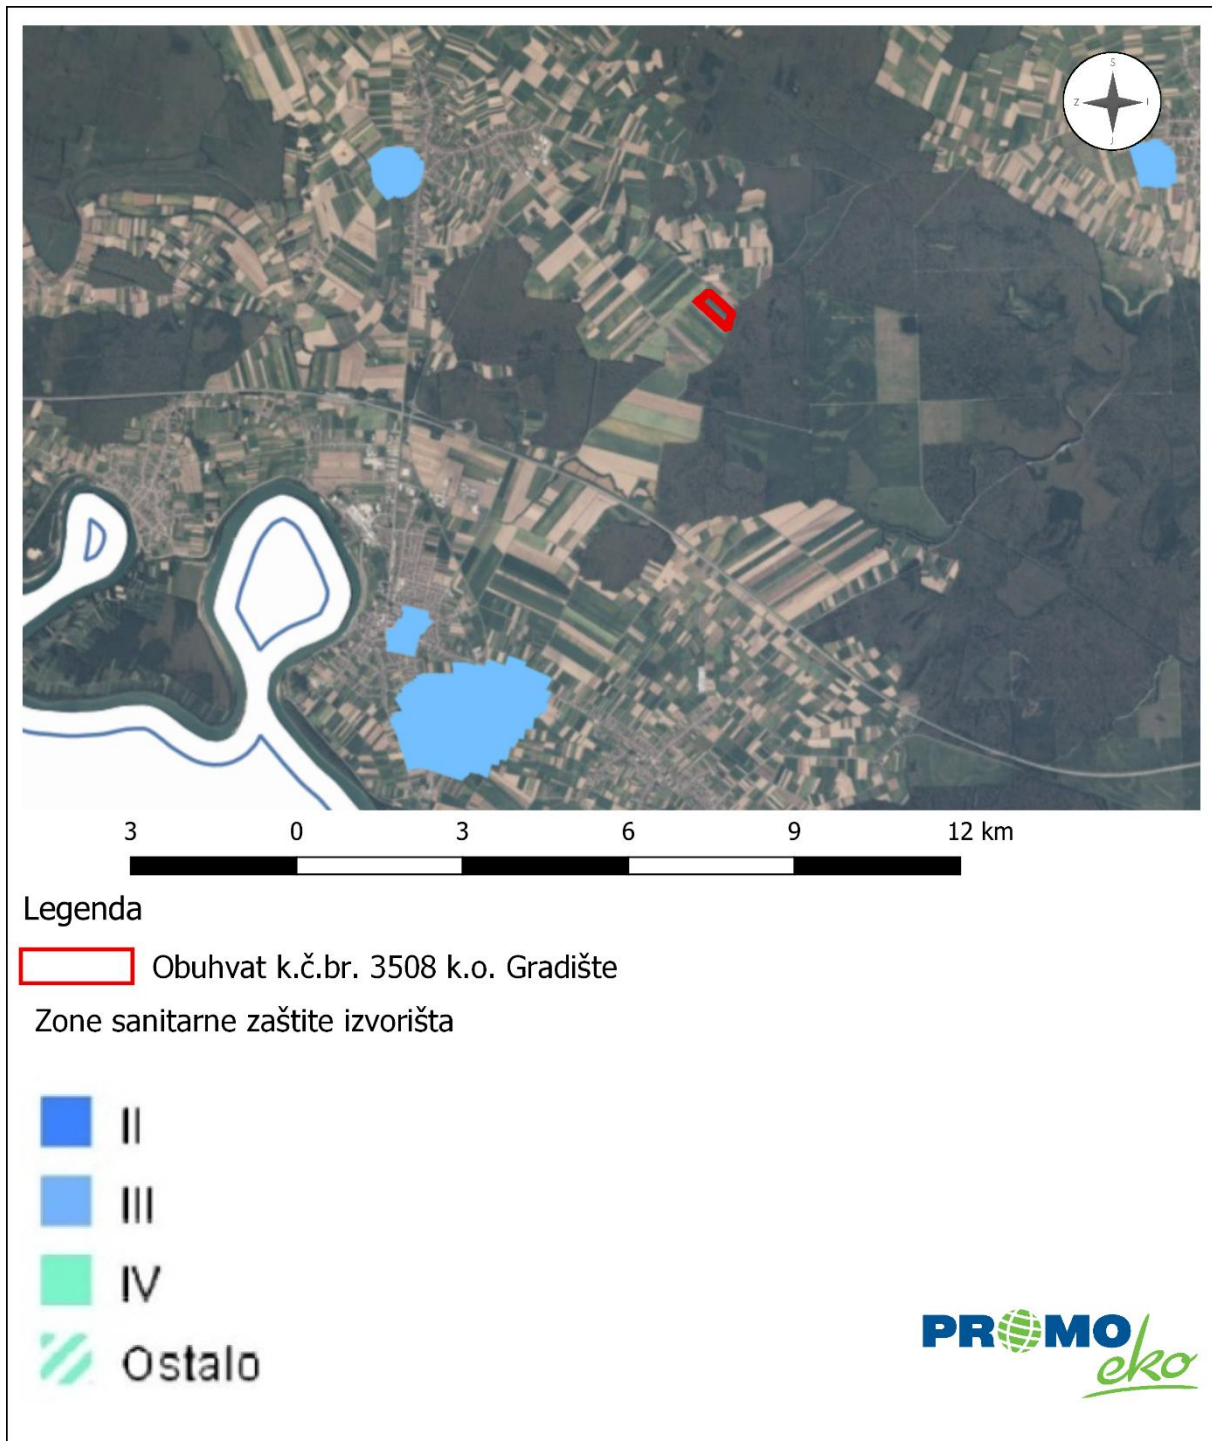 S
Z I
J
3 0 3 6 9 12 km
Legenda
Obuhvat k.č.br. 3508 k.o. Gradište
Zone sanitarne zaštite izvorišta
II
III
IV
Ostalo
PROMO
eko